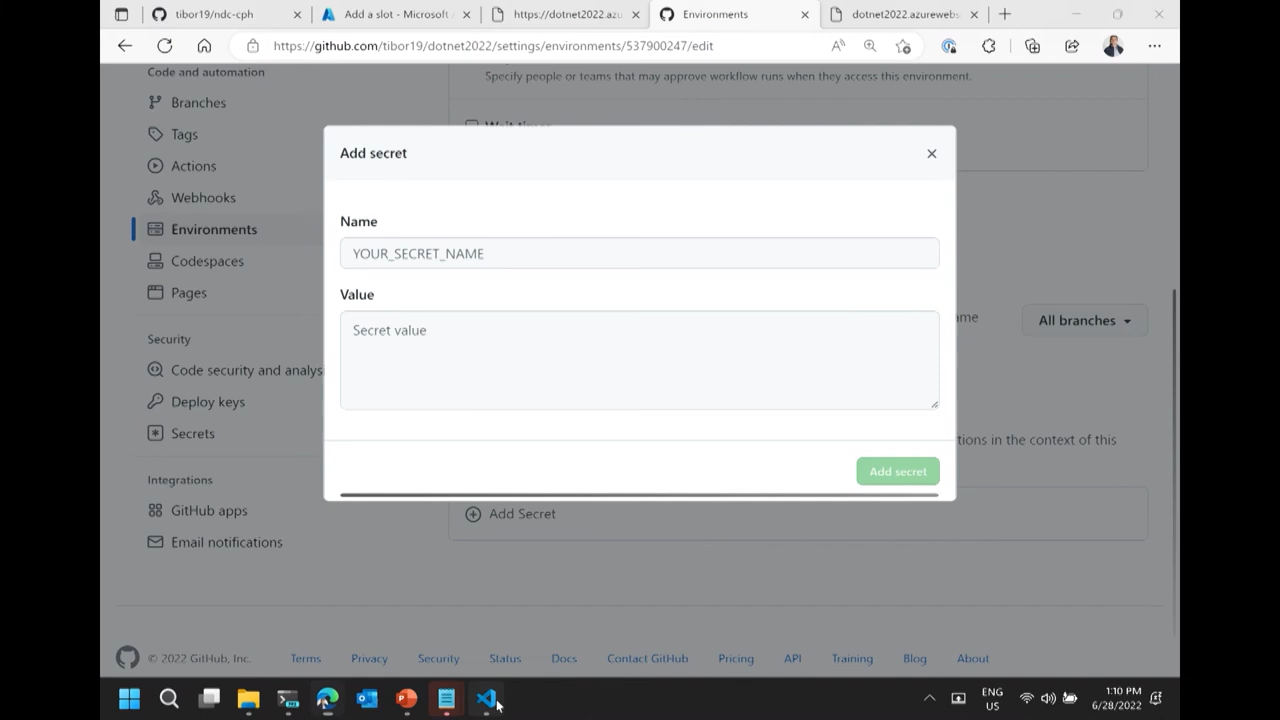 tibor19/ndc-cph
Add a slot - Microsoft
https://dotnet2022.azu
Environments
dotnet2022.azurewebs
https://github.com/tibor19/dotnet2022/settings/environments/537900247/edit
Code and automation
Specify people or teams that may approve workflow runs when they access this environment.
Branches
Wait timer
Tags
Add secret
Actions
Webhooks
Name
Environments
YOUR_SECRET_NAME
Codespaces
Pages
Value
ame
All branches
Secret value
Security
Code security and analys
Deploy keys
Secrets
tions in the context of this
Add secret
Integrations
GitHub apps
Add Secret
Email notifications
© 2022 GitHub, Inc.
Terms
Privacy
Security
Status
Docs
Contact GitHub
Pricing
API
Training
Blog
About
ENG
US
1:10 PM
6/28/2022